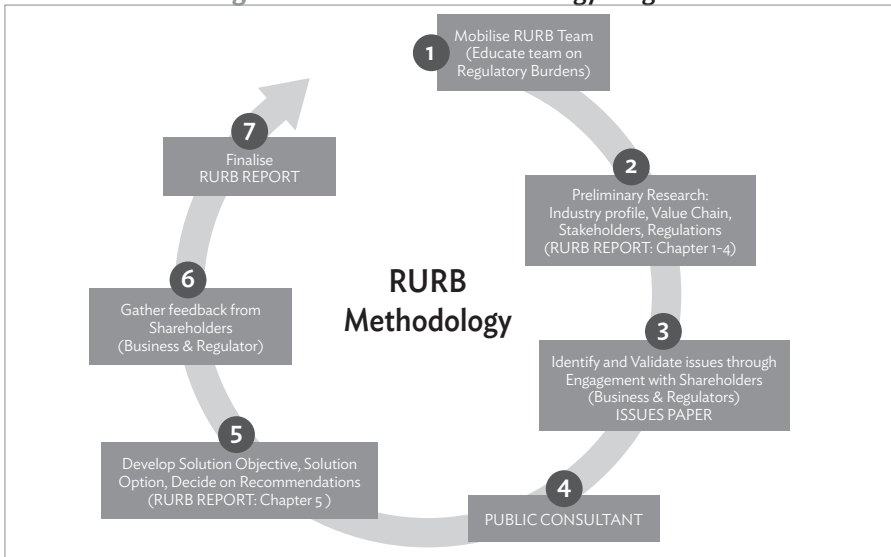 1
Mobilise RURB Team
(Educate team on
Regulatory Burdens)
2
Preliminary Research:
Industry profile, Value Chain,
Stakeholders, Regulations
(RURB REPORT: Chapter 1-4)
3
Identify and Validate issues through
Engagement with Shareholders
(Business & Regulators)
ISSUES PAPER
4
PUBLIC CONSULTANT
5
Develop Solution Objective, Solution
Option, Decide on Recommendations
(RURB REPORT: Chapter 5 )
6
Gather feedback from
Shareholders
(Business & Regulator)
7
Finalise
RURB REPORT
RURB
Methodology